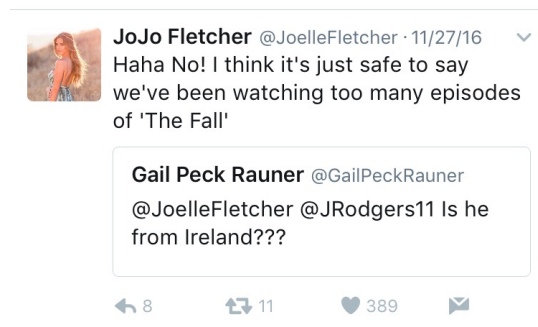 JoJo Fletcher @JoelleFletcher · 11/27/16
Haha No! I think it's just safe to say
we've been watching too many episodes
of 'The Fall'
Gail Peck Rauner @GailPeckRauner
@JoelleFletcher @JRodgers11 Is he
from Ireland???
8 11 389